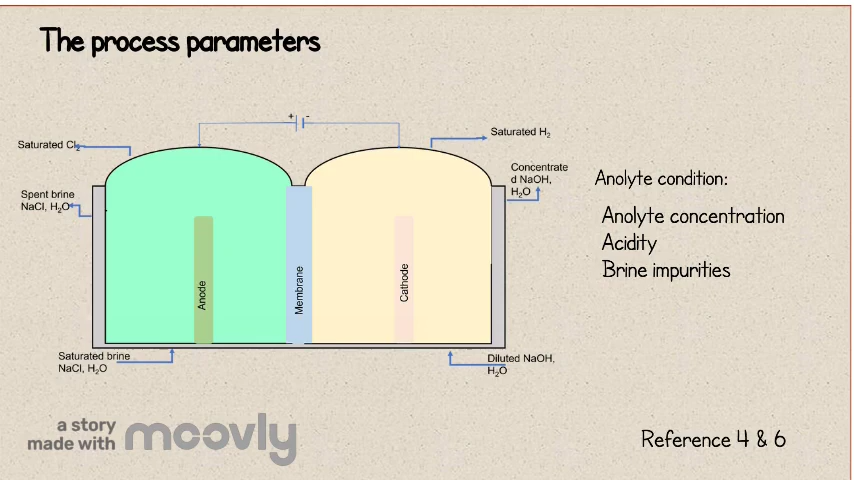 The process parameters
+ -
Saturated Cl₂
Saturated H₂
Spent brine
NaCl, H₂O
Concentrate
d NaOH,
H₂O
Anolyte condition:
Anolyte concentration
Acidity
Brine impurities
Anode
Membrane
Cathode
Saturated brine
NaCl, H₂O
Diluted NaOH,
H₂O
a story
made with moovly
Reference 4 & 6